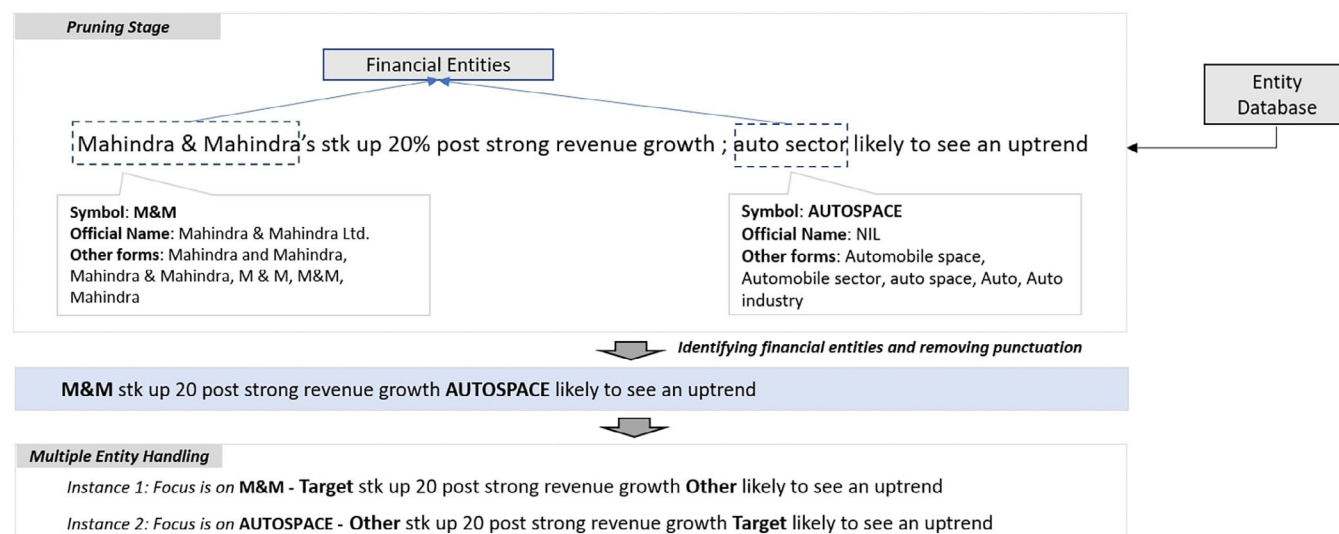 Pruning Stage
Financial Entities
Entity
Database
Mahindra & Mahindra's stk up 20% post strong revenue growth ; auto sector likely to see an uptrend
Symbol: M&M
Official Name: Mahindra & Mahindra Ltd.
Other forms: Mahindra and Mahindra,
Mahindra & Mahindra, M & M, M&M,
Mahindra
Symbol: AUTOSPACE
Official Name: NIL
Other forms: Automobile space,
Automobile sector, auto space, Auto, Auto
industry
Identifying financial entities and removing punctuation
M&M stk up 20 post strong revenue growth AUTOSPACE likely to see an uptrend
Multiple Entity Handling
Instance 1: Focus is on M&M - Target stk up 20 post strong revenue growth Other likely to see an uptrend
Instance 2: Focus is on AUTOSPACE - Other stk up 20 post strong revenue growth Target likely to see an uptrend